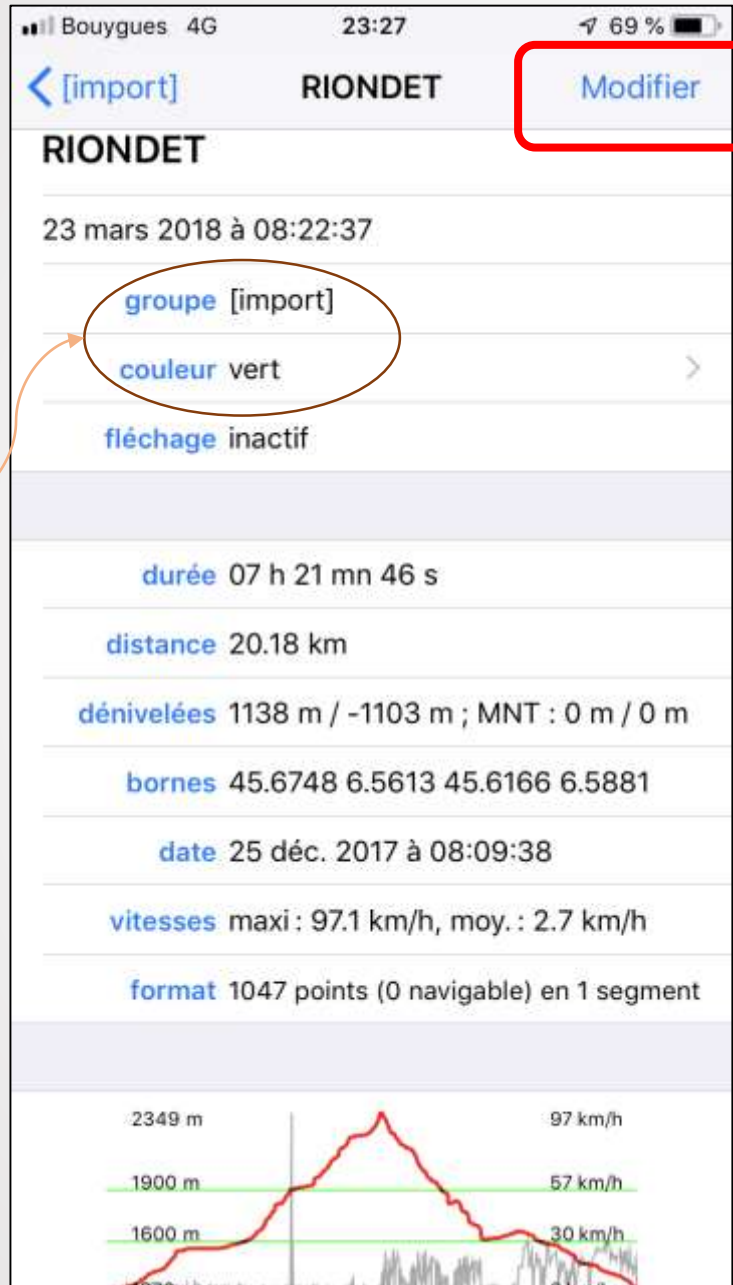 Bouygues 4G 23:27 69 %
[import] RIONDET Modifier
RIONDET
23 mars 2018 à 08:22:37
groupe [import]
couleur vert
fléchage inactif
durée 07 h 21 mn 46 s
distance 20.18 km
dénivelées 1138 m / -1103 m ; MNT : 0 m / 0 m
bornes 45.6748 6.5613 45.6166 6.5881
date 25 déc. 2017 à 08:09:38
vitesses maxi : 97.1 km/h, moy. : 2.7 km/h
format 1047 points (0 navigable) en 1 segment
2349 m 97 km/h
1900 m 57 km/h
1600 m 30 km/h